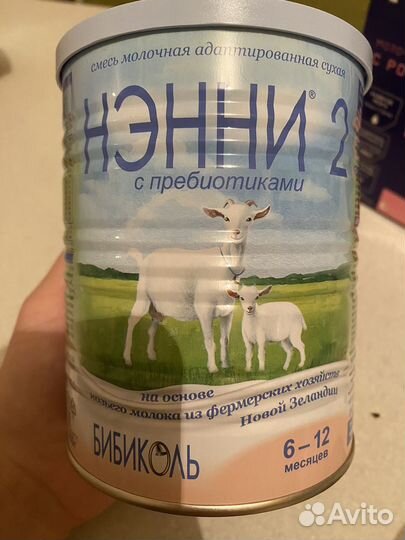 смесь молочная адаптированная сухая
НЭННИ® 2
с пребиотиками
на основе
козьего молока из фермерских хозяйств
Новой Зеландии
БИБИКОЛЬ
6–12
месяцев
Avito